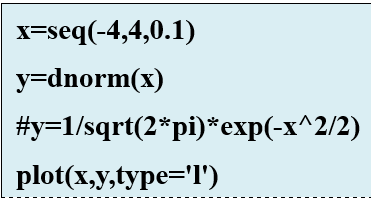 x=seq(-4,4,0.1)
y=dnorm(x)
#y=1/sqrt(2*pi)*exp(-x^2/2)
plot(x,y,type='l')